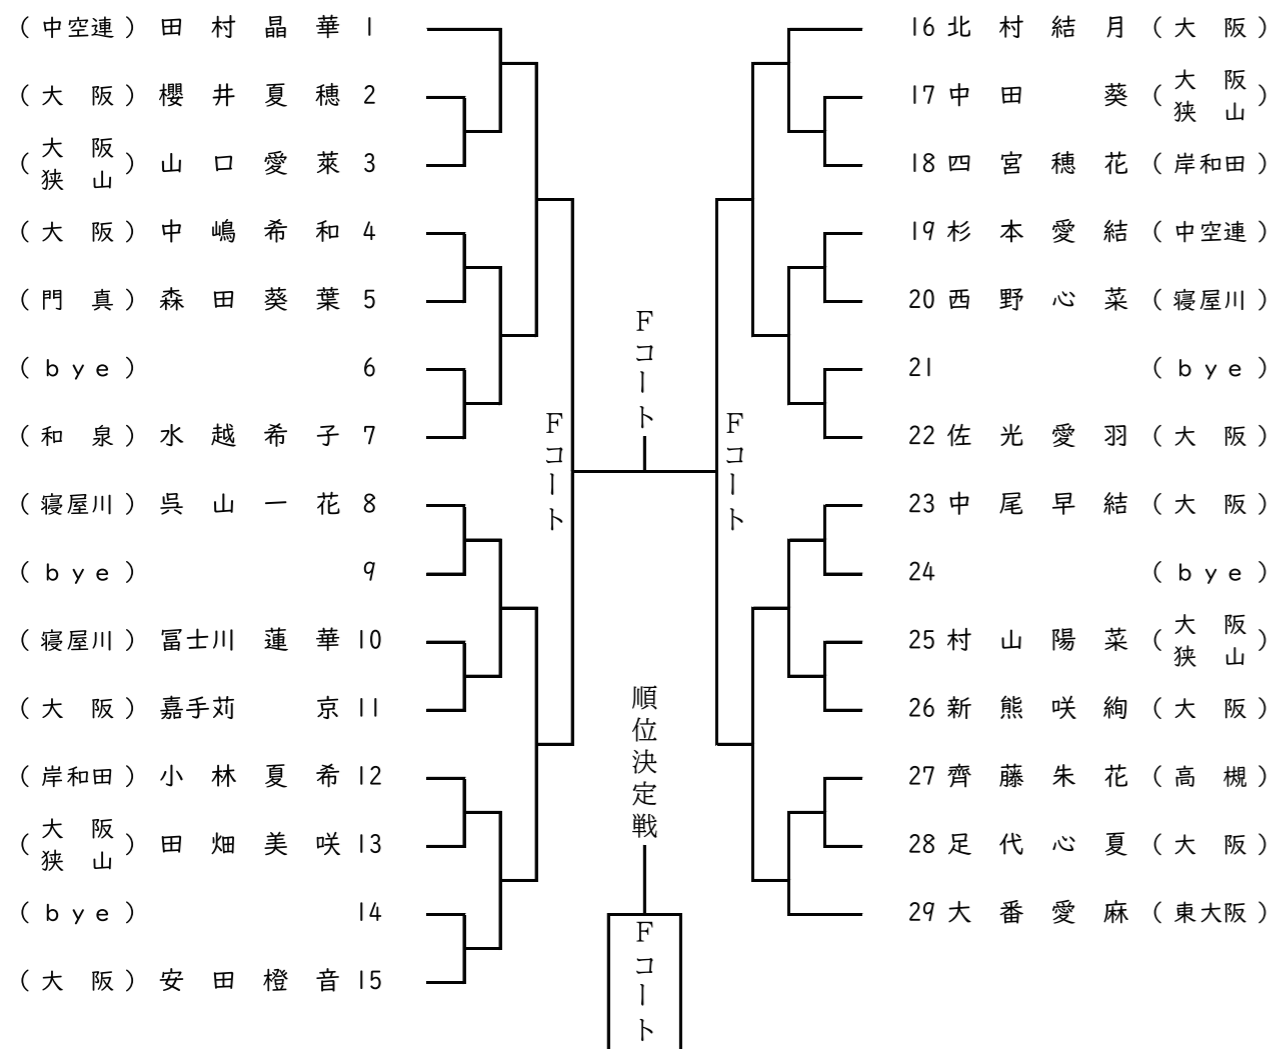 (中空連) 田村晶華 1
(大阪) 櫻井夏穂 2
(大阪狭山) 山口愛萊 3
(大阪) 中嶋希和 4
(門真) 森田葵葉 5
(bye) 6
(和泉) 水越希子 7
(寝屋川) 呉山一花 8
(bye) 9
(寝屋川) 冨士川蓮華 10
(大阪) 嘉手苅京 11
(岸和田) 小林夏希 12
(大阪狭山) 田畑美咲 13
(bye) 14
(大阪) 安田橙音 15
Fコート
Fコート
Fコート
順位決定戦
Fコート
16 北村結月 (大阪)
17 中田葵 (大阪狭山)
18 四宮穂花 (岸和田)
19 杉本愛結 (中空連)
20 西野心菜 (寝屋川)
21 (bye)
22 佐光愛羽 (大阪)
23 中尾早結 (大阪)
24 (bye)
25 村山陽菜 (大阪狭山)
26 新熊咲絢 (大阪)
27 齊藤朱花 (高槻)
28 足代心夏 (大阪)
29 大番愛麻 (東大阪)